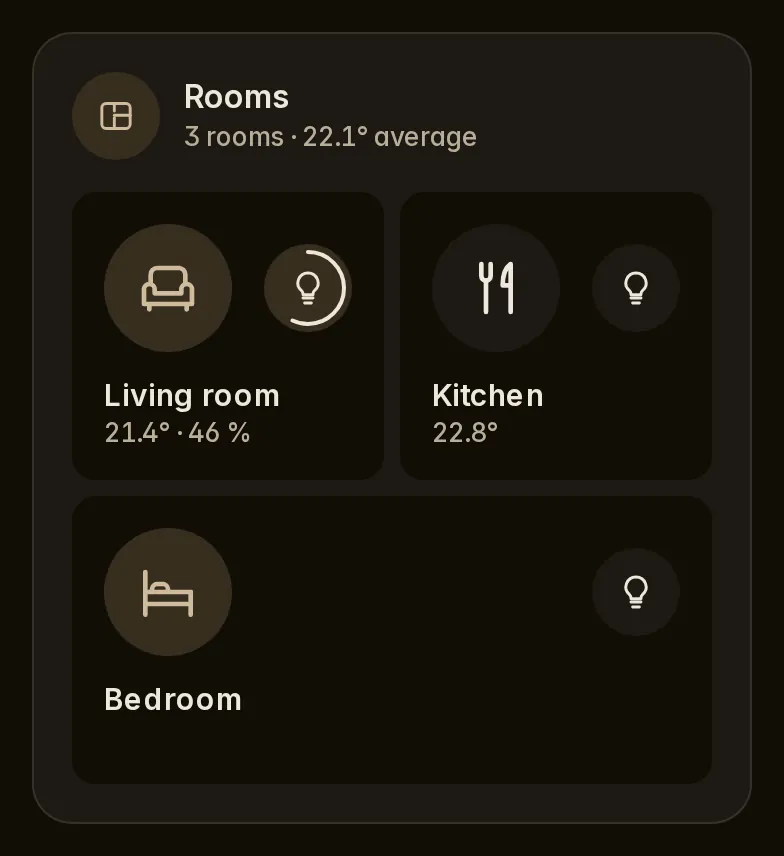 Rooms
3 rooms · 22.1° average
Living room
21.4° · 46 %
Kitchen
22.8°
Bedroom